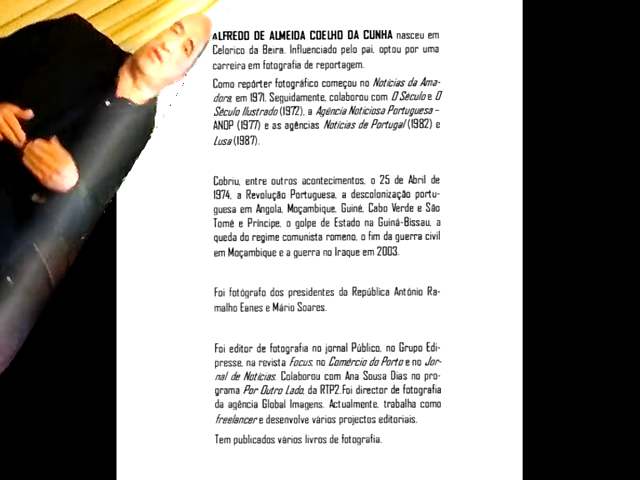 ALFREDO DE ALMEIDA COELHO DA CUNHA nasceu em
Celorico da Beira. Influenciado pelo pai, optou por uma
carreira em fotografia de reportagem.
Como repórter fotográfico começou no Notícias da Ama-
dora, em 1971. Seguidamente, colaborou com O Século e O
Século Ilustrado (1972), a Agência Noticiosa Portuguesa –
ANOP (1977) e as agências Notícias de Portugal (1982) e
Lusa (1987).
Cobriu, entre outros acontecimentos, o 25 de Abril de
1974, a Revolução Portuguesa, a descolonização portu-
guesa em Angola, Moçambique, Guiné, Cabo Verde e São
Tomé e Príncipe, o golpe de Estado na Guiná-Bissau, a
queda do regime comunista romeno, o fim da guerra civil
em Moçambique e a guerra no Iraque em 2003.
Foi fotógrafo dos presidentes da República António Ra-
malho Eanes e Mário Soares.
Foi editor de fotografia no jornal Público, no Grupo Edi-
presse, na revista Focus, no Comércio do Porto e no Jor-
nal de Notícias. Colaborou com Ana Sousa Dias no pro-
grama Por Outro Lado, da RTP2.Foi director de fotografia
da agência Global Imagens. Actualmente, trabalha como
freelancer e desenvolve vários projectos editoriais.
Tem publicados vários livros de fotografia.